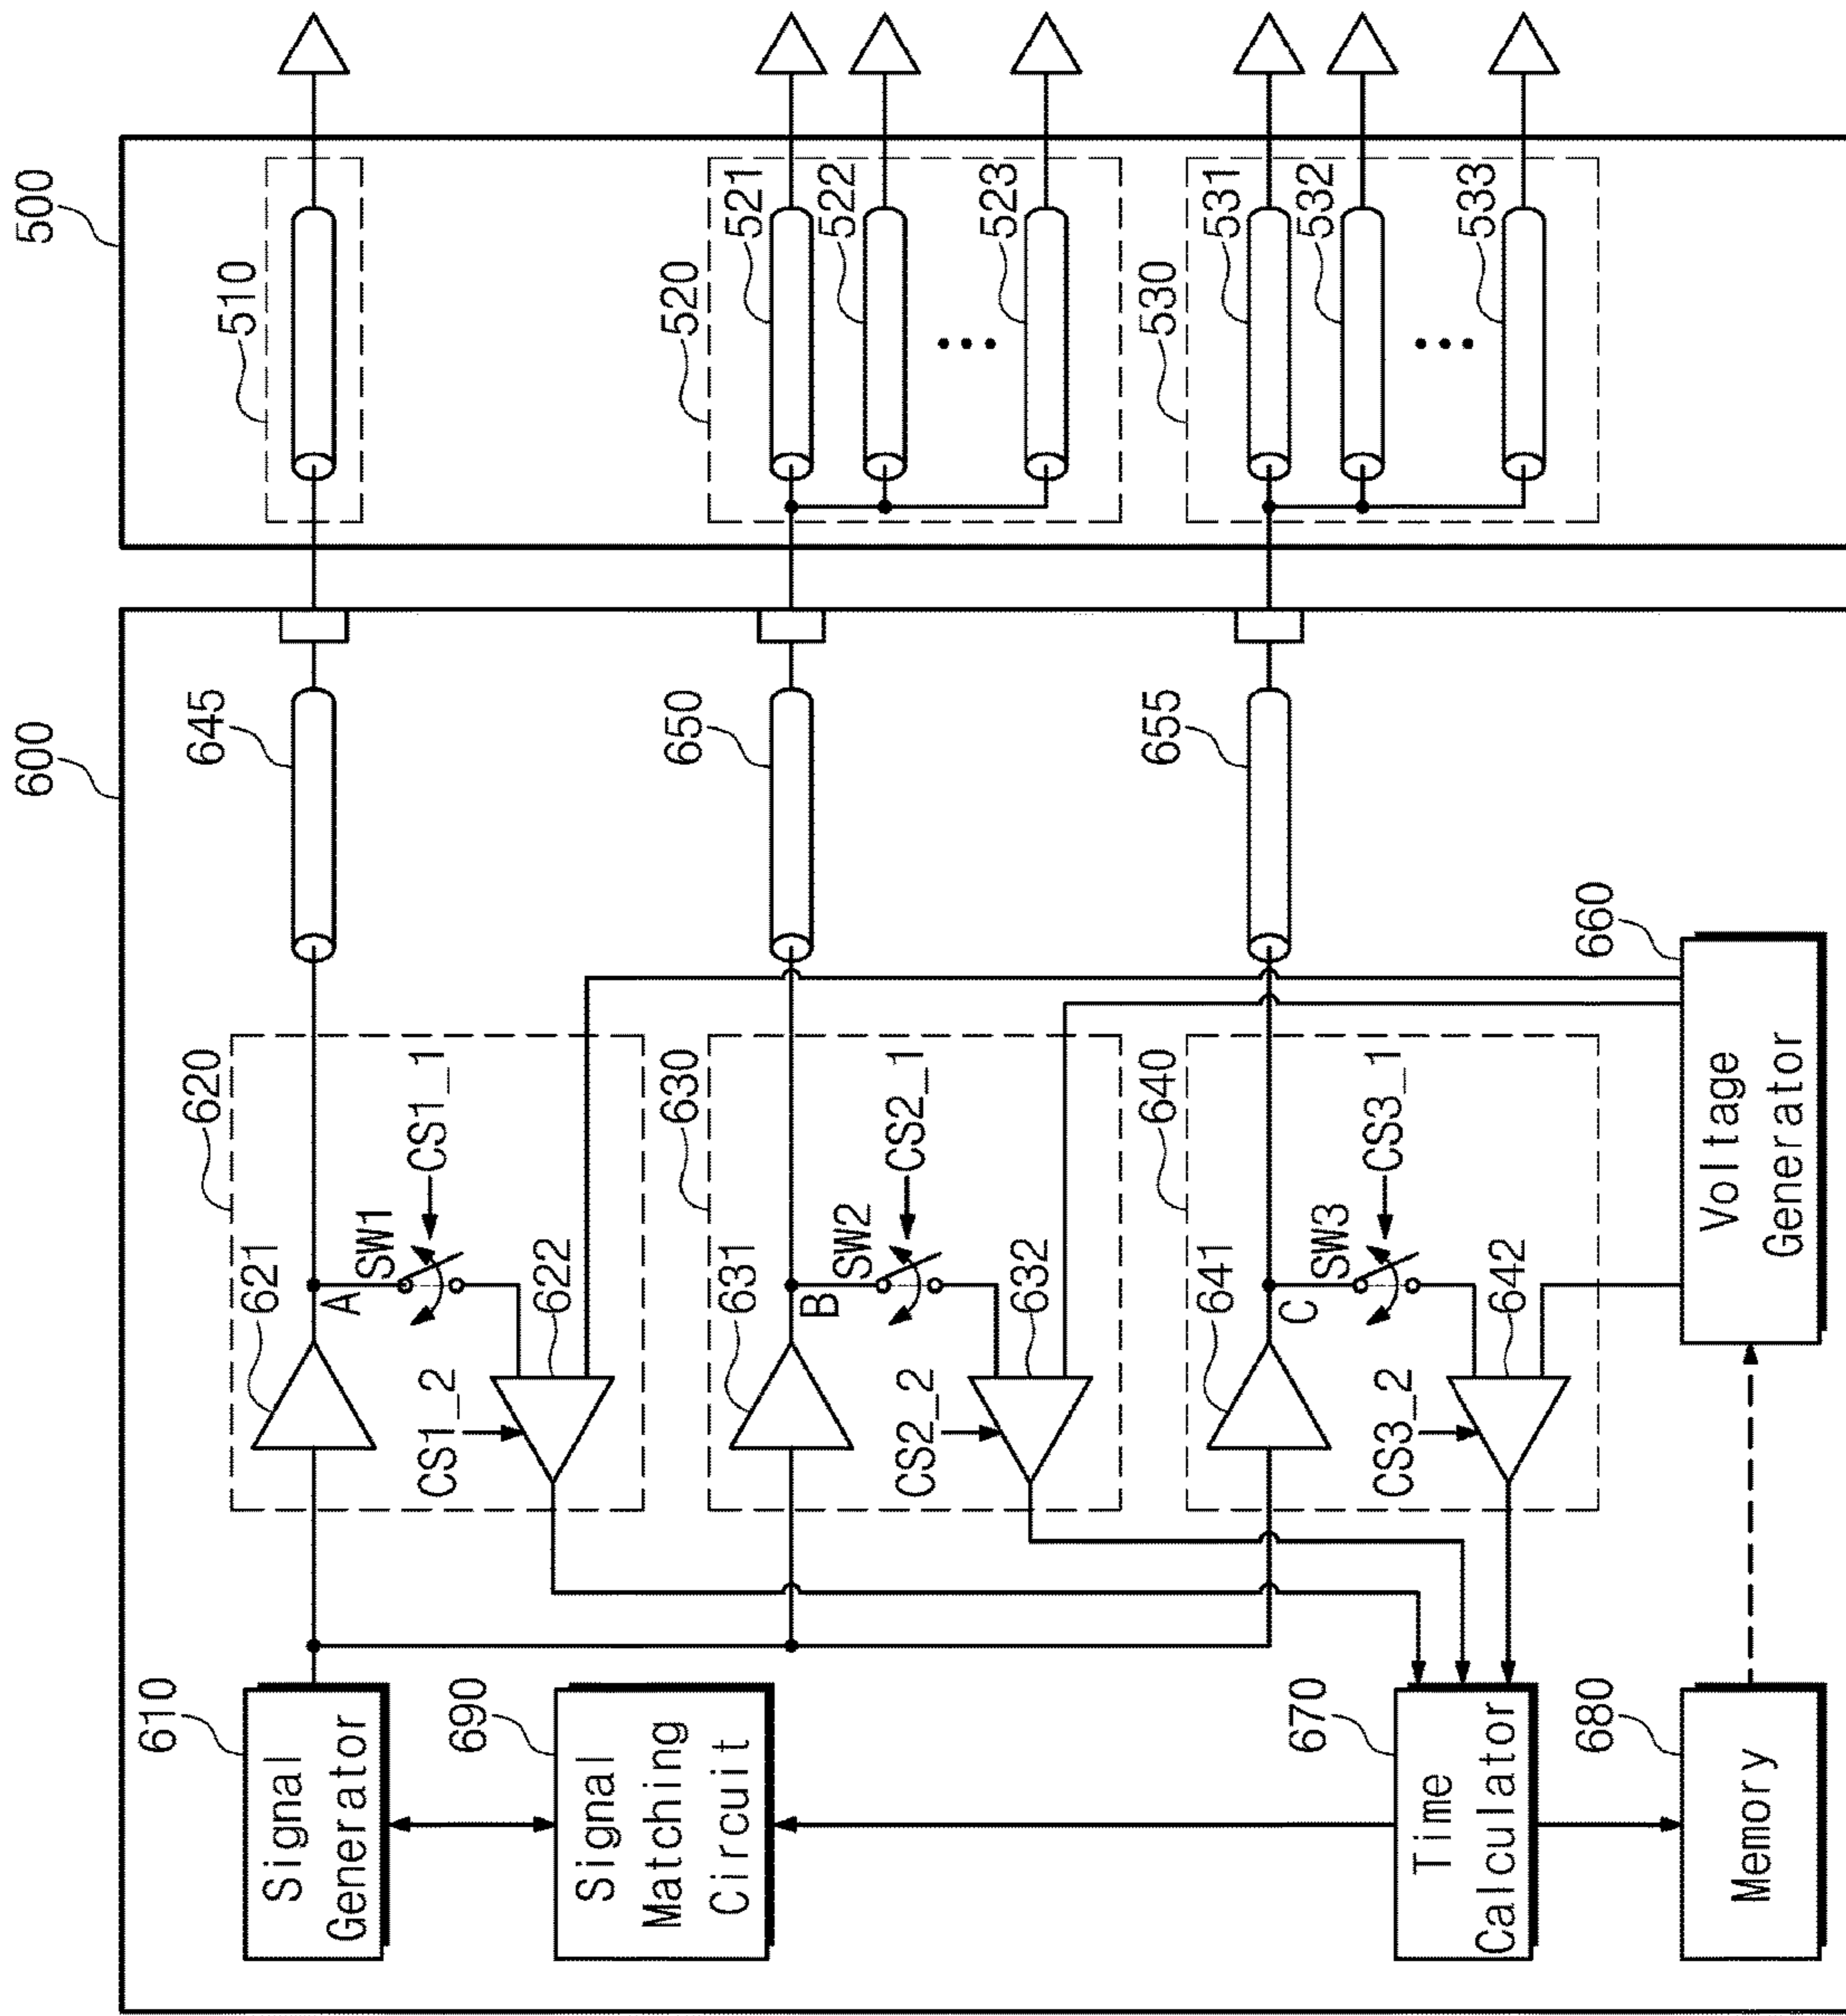 600
500
610
Signal
Generator
690
Signal
Matching
Circuit
670
Time
Calculator
680
Memory
620
621
A
SW1
CS1_1
CS1_2
622
645
510
630
631
B
SW2
CS2_1
CS2_2
632
650
520
521
522
523
640
641
C
SW3
CS3_1
CS3_2
642
655
530
531
532
533
660
Voltage
Generator